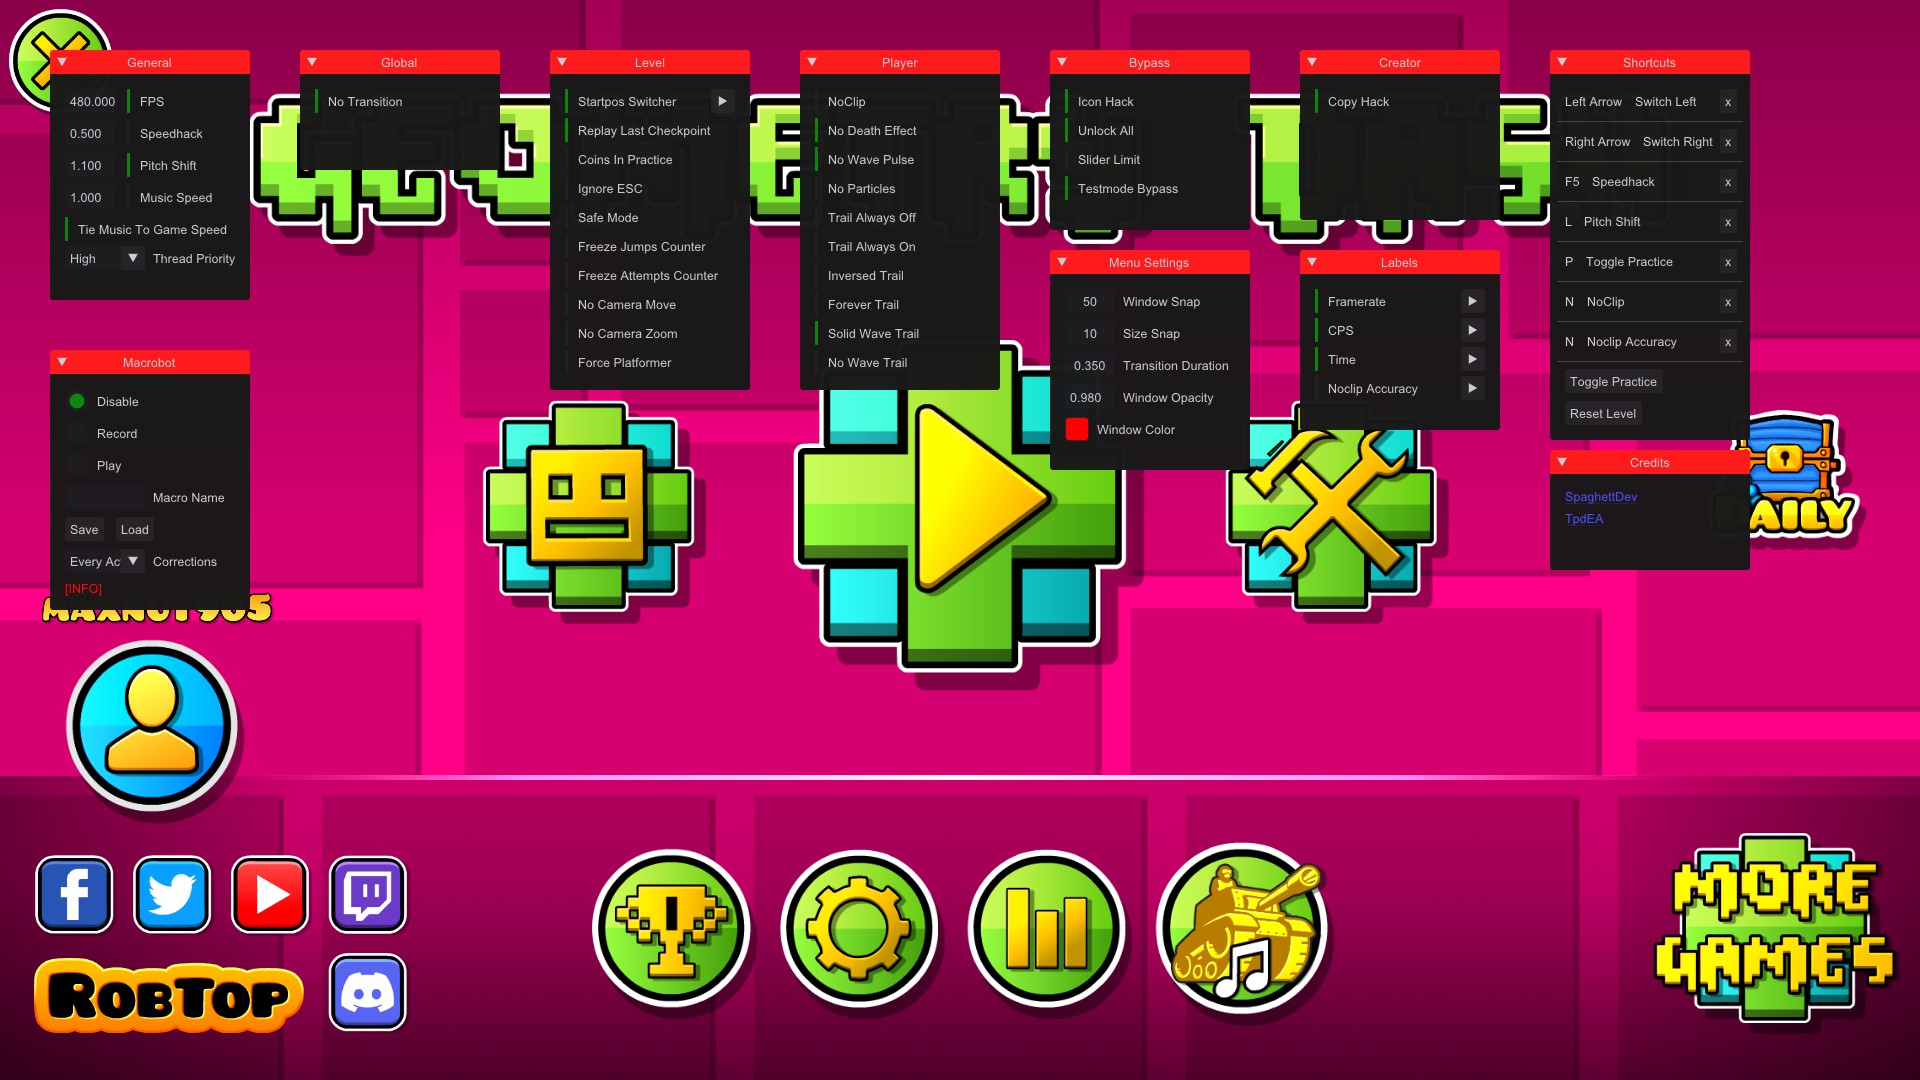 General
480.000 FPS
0.500 Speedhack
1.100 Pitch Shift
1.000 Music Speed
Tie Music To Game Speed
High Thread Priority
Macrobot
Disable
Record
Play
Macro Name
Save Load
Every Ac Corrections
[INFO]
Global
No Transition
Level
Startpos Switcher
Replay Last Checkpoint
Coins In Practice
Ignore ESC
Safe Mode
Freeze Jumps Counter
Freeze Attempts Counter
No Camera Move
No Camera Zoom
Force Platformer
Player
NoClip
No Death Effect
No Wave Pulse
No Particles
Trail Always Off
Trail Always On
Inversed Trail
Forever Trail
Solid Wave Trail
No Wave Trail
Bypass
Icon Hack
Unlock All
Slider Limit
Testmode Bypass
Menu Settings
50 Window Snap
10 Size Snap
0.350 Transition Duration
0.980 Window Opacity
Window Color
Creator
Copy Hack
Labels
Framerate
CPS
Time
Noclip Accuracy
Shortcuts
Left Arrow Switch Left x
Right Arrow Switch Right x
F5 Speedhack x
L Pitch Shift x
P Toggle Practice x
N NoClip x
N Noclip Accuracy x
Toggle Practice
Reset Level
Credits
SpaghettDev
TpdEA
DAILY
MAXNUT905
ROBTOP
MORE
GAMES